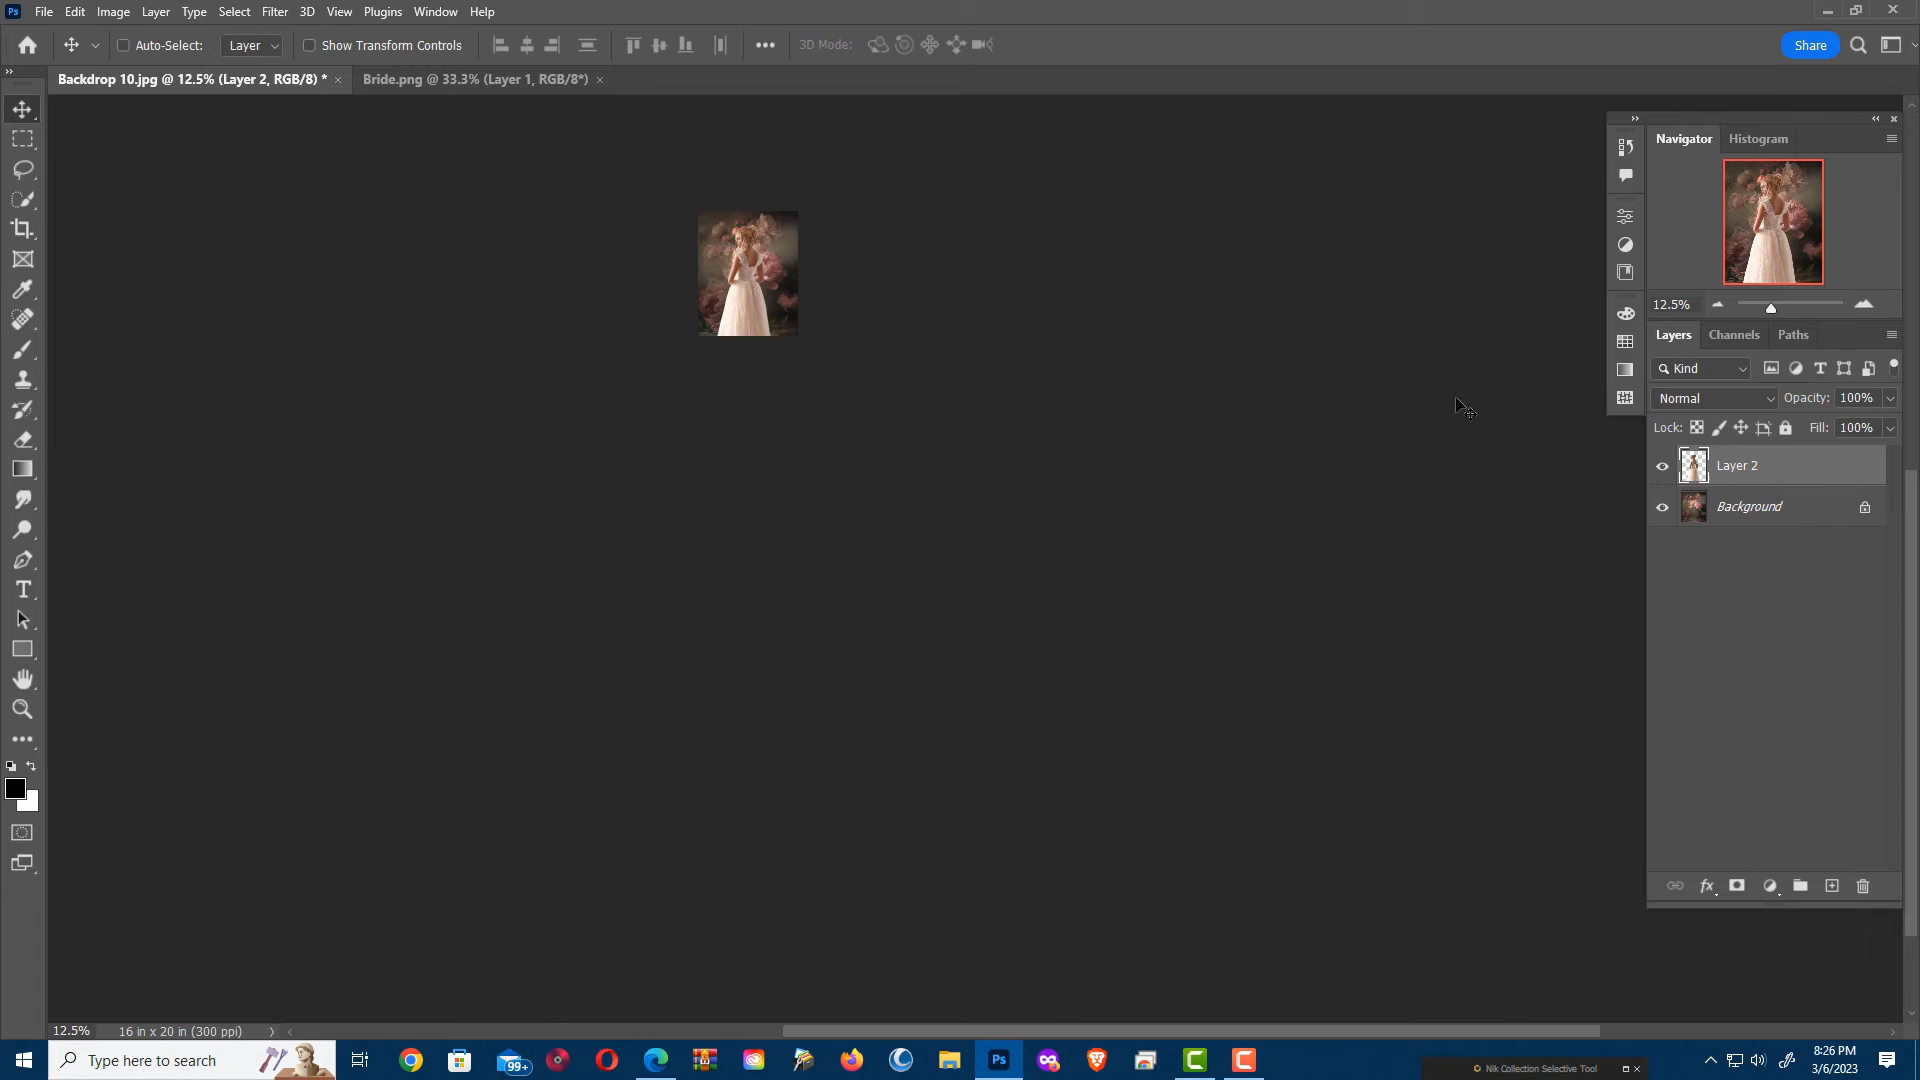 File Edit Image Layer Type Select Filter 3D View Plugins Window Help
Auto-Select: Layer Show Transform Controls 3D Mode: Share
Backdrop 10.jpg @ 12.5% (Layer 2, RGB/8) * × Bride.png @ 33.3% (Layer 1, RGB/8*) ×
Navigator Histogram
12.5%
Layers Channels Paths
Kind
Normal Opacity: 100%
Lock: Fill: 100%
Layer 2
Background
12.5% 16 in x 20 in (300 ppi)
Type here to search
99+
Ps
Nik Collection Selective Tool
8:26 PM
3/6/2023